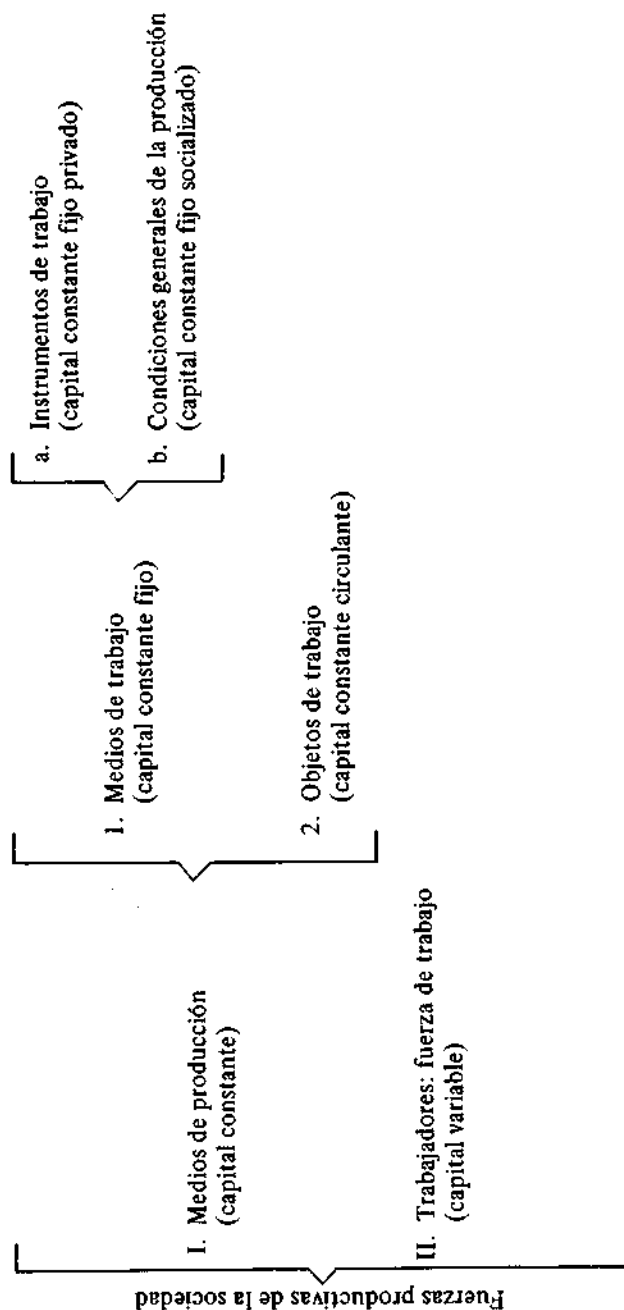 Fuerzas productivas de la sociedad
I. Medios de producción
(capital constante)
II. Trabajadores: fuerza de trabajo
(capital variable)
1. Medios de trabajo
(capital constante fijo)
2. Objetos de trabajo
(capital constante circulante)
a. Instrumentos de trabajo
(capital constante fijo privado)
b. Condiciones generales de la producción
(capital constante fijo socializado)